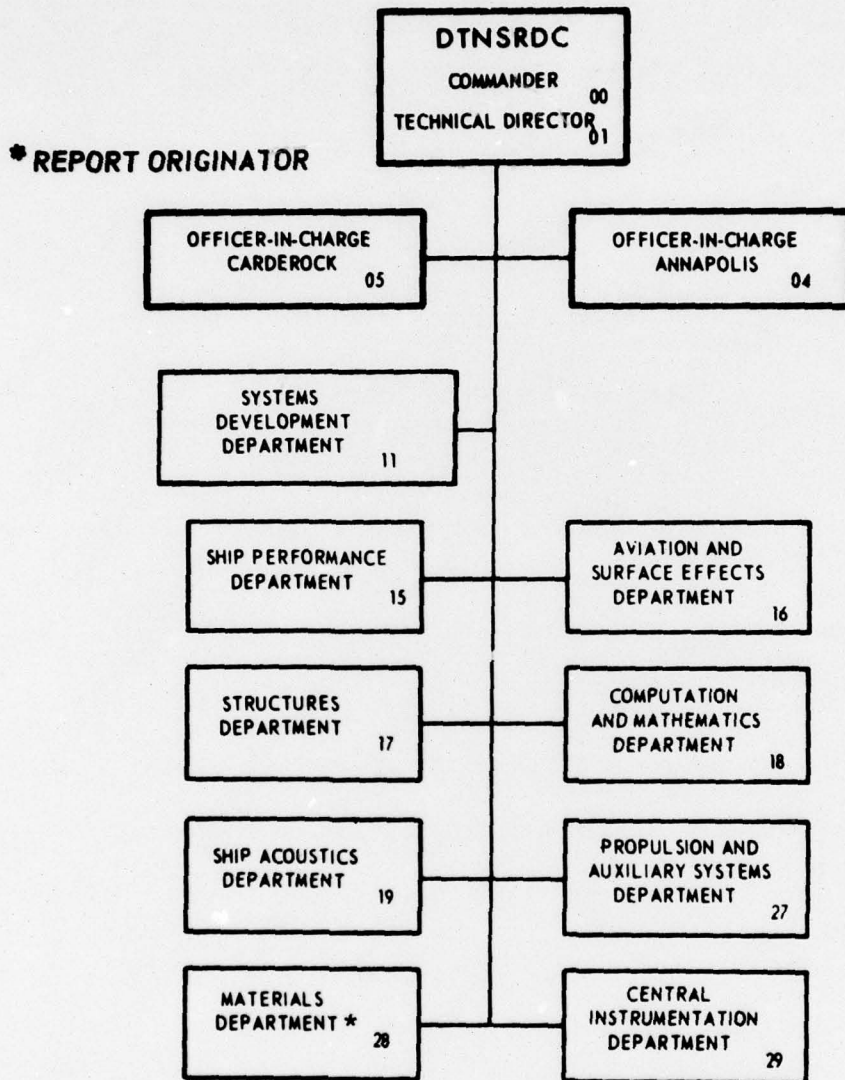 DTNSRDC
COMMANDER
00
TECHNICAL DIRECTOR
01
* REPORT ORIGINATOR
OFFICER-IN-CHARGE
CARDEROCK
05
OFFICER-IN-CHARGE
ANNAPOLIS
04
SYSTEMS
DEVELOPMENT
DEPARTMENT
11
SHIP PERFORMANCE
DEPARTMENT
15
AVIATION AND
SURFACE EFFECTS
DEPARTMENT
16
STRUCTURES
DEPARTMENT
17
COMPUTATION
AND MATHEMATICS
DEPARTMENT
18
SHIP ACOUSTICS
DEPARTMENT
19
PROPULSION AND
AUXILIARY SYSTEMS
DEPARTMENT
27
MATERIALS
DEPARTMENT *
28
CENTRAL
INSTRUMENTATION
DEPARTMENT
29